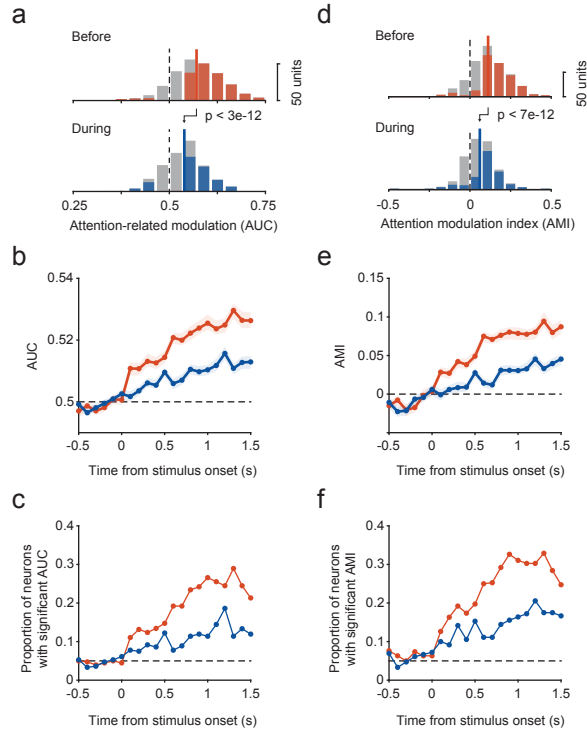 a
Before
50 units
p < 3e-12
During
0.25
0.5
0.75
Attention-related modulation (AUC)
d
Before
50 units
p < 7e-12
During
-0.5
0
0.5
Attention modulation index (AMI)
b
0.54
0.52
0.5
AUC
-0.5
0
0.5
1
1.5
Time from stimulus onset (s)
e
0.15
0.1
0.05
0
AMI
-0.5
0
0.5
1
1.5
Time from stimulus onset (s)
c
0.4
0.3
0.2
0.1
0
Proportion of neurons
with significant AUC
-0.5
0
0.5
1.0
1.5
Time from stimulus onset (s)
f
0.4
0.3
0.2
0.1
0
Proportion of neurons
with significant AMI
-0.5
0
0.5
1.0
1.5
Time from stimulus onset (s)